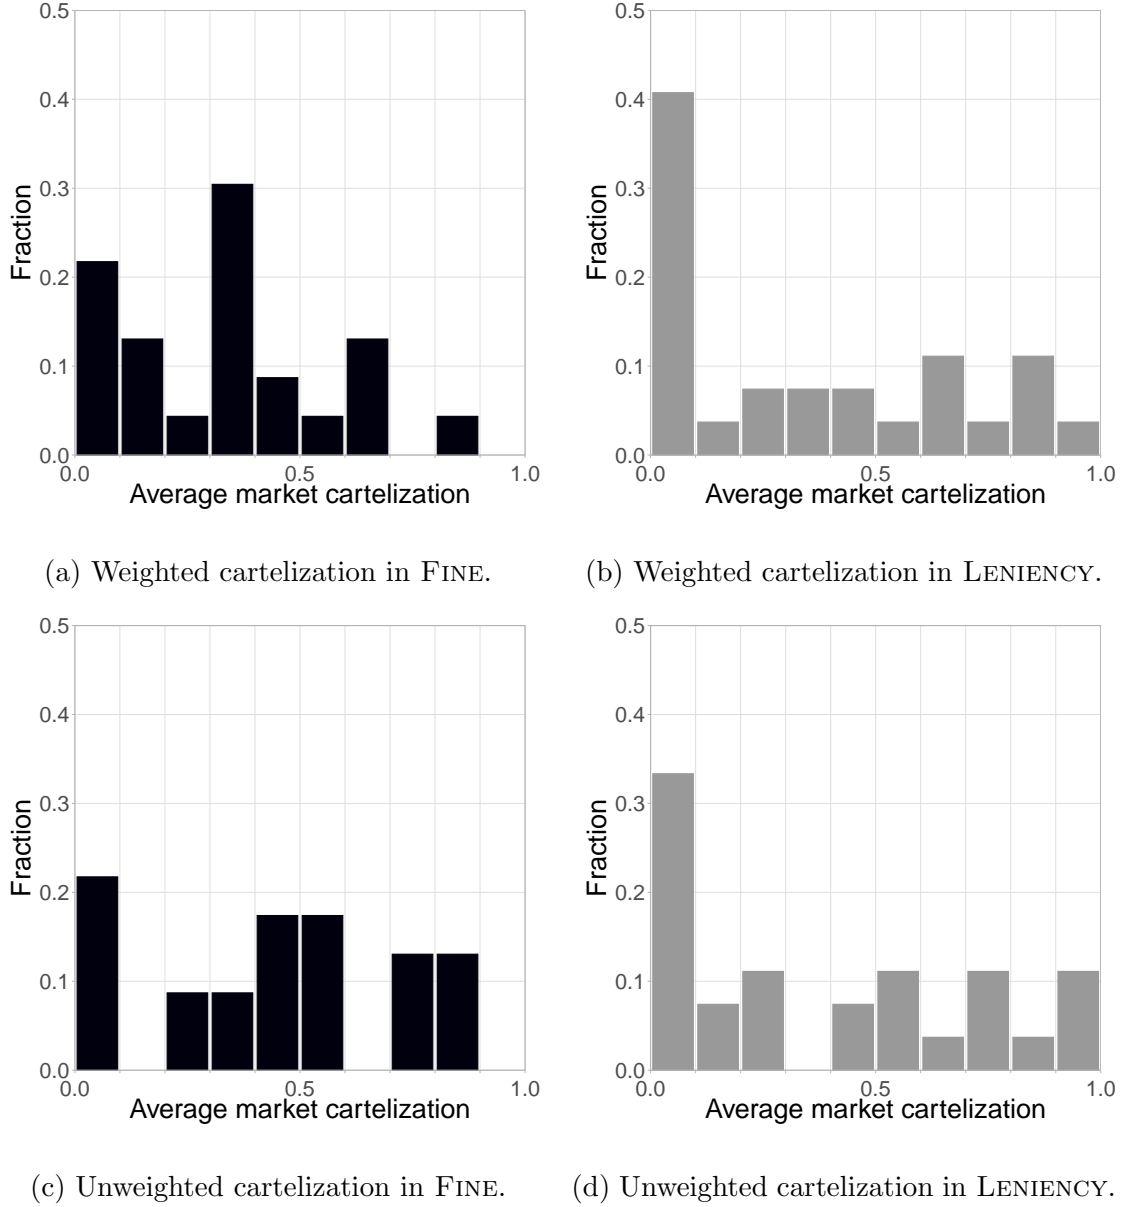 0.5
0.4
0.3
0.2
0.1
0.0
Fraction
0.0 0.5 1.0
Average market cartelization
(a) Weighted cartelization in FINE.
0.5
0.4
0.3
0.2
0.1
0.0
Fraction
0.0 0.5 1.0
Average market cartelization
(b) Weighted cartelization in LENIENCY.
0.5
0.4
0.3
0.2
0.1
0.0
Fraction
0.0 0.5 1.0
Average market cartelization
(c) Unweighted cartelization in FINE.
0.5
0.4
0.3
0.2
0.1
0.0
Fraction
0.0 0.5 1.0
Average market cartelization
(d) Unweighted cartelization in LENIENCY.